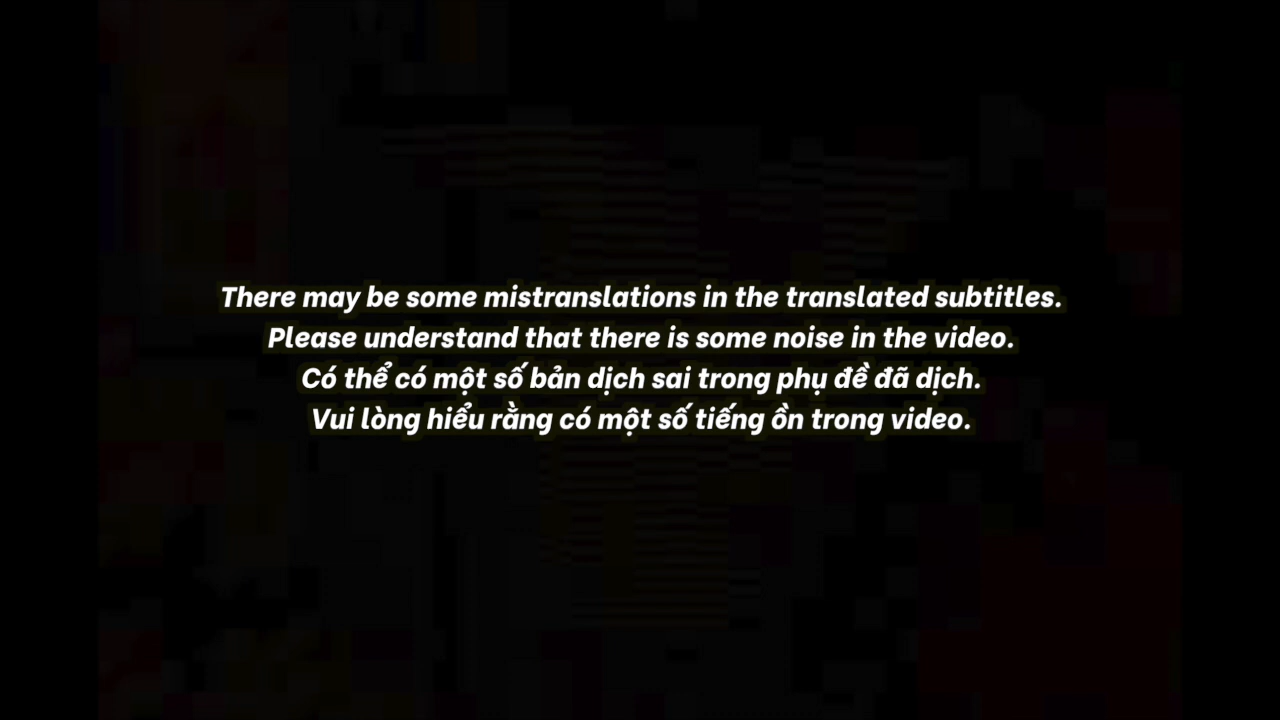 There may be some mistranslations in the translated subtitles.
Please understand that there is some noise in the video.
Có thể có một số bản dịch sai trong phụ đề đã dịch.
Vui lòng hiểu rằng có một số tiếng ồn trong video.